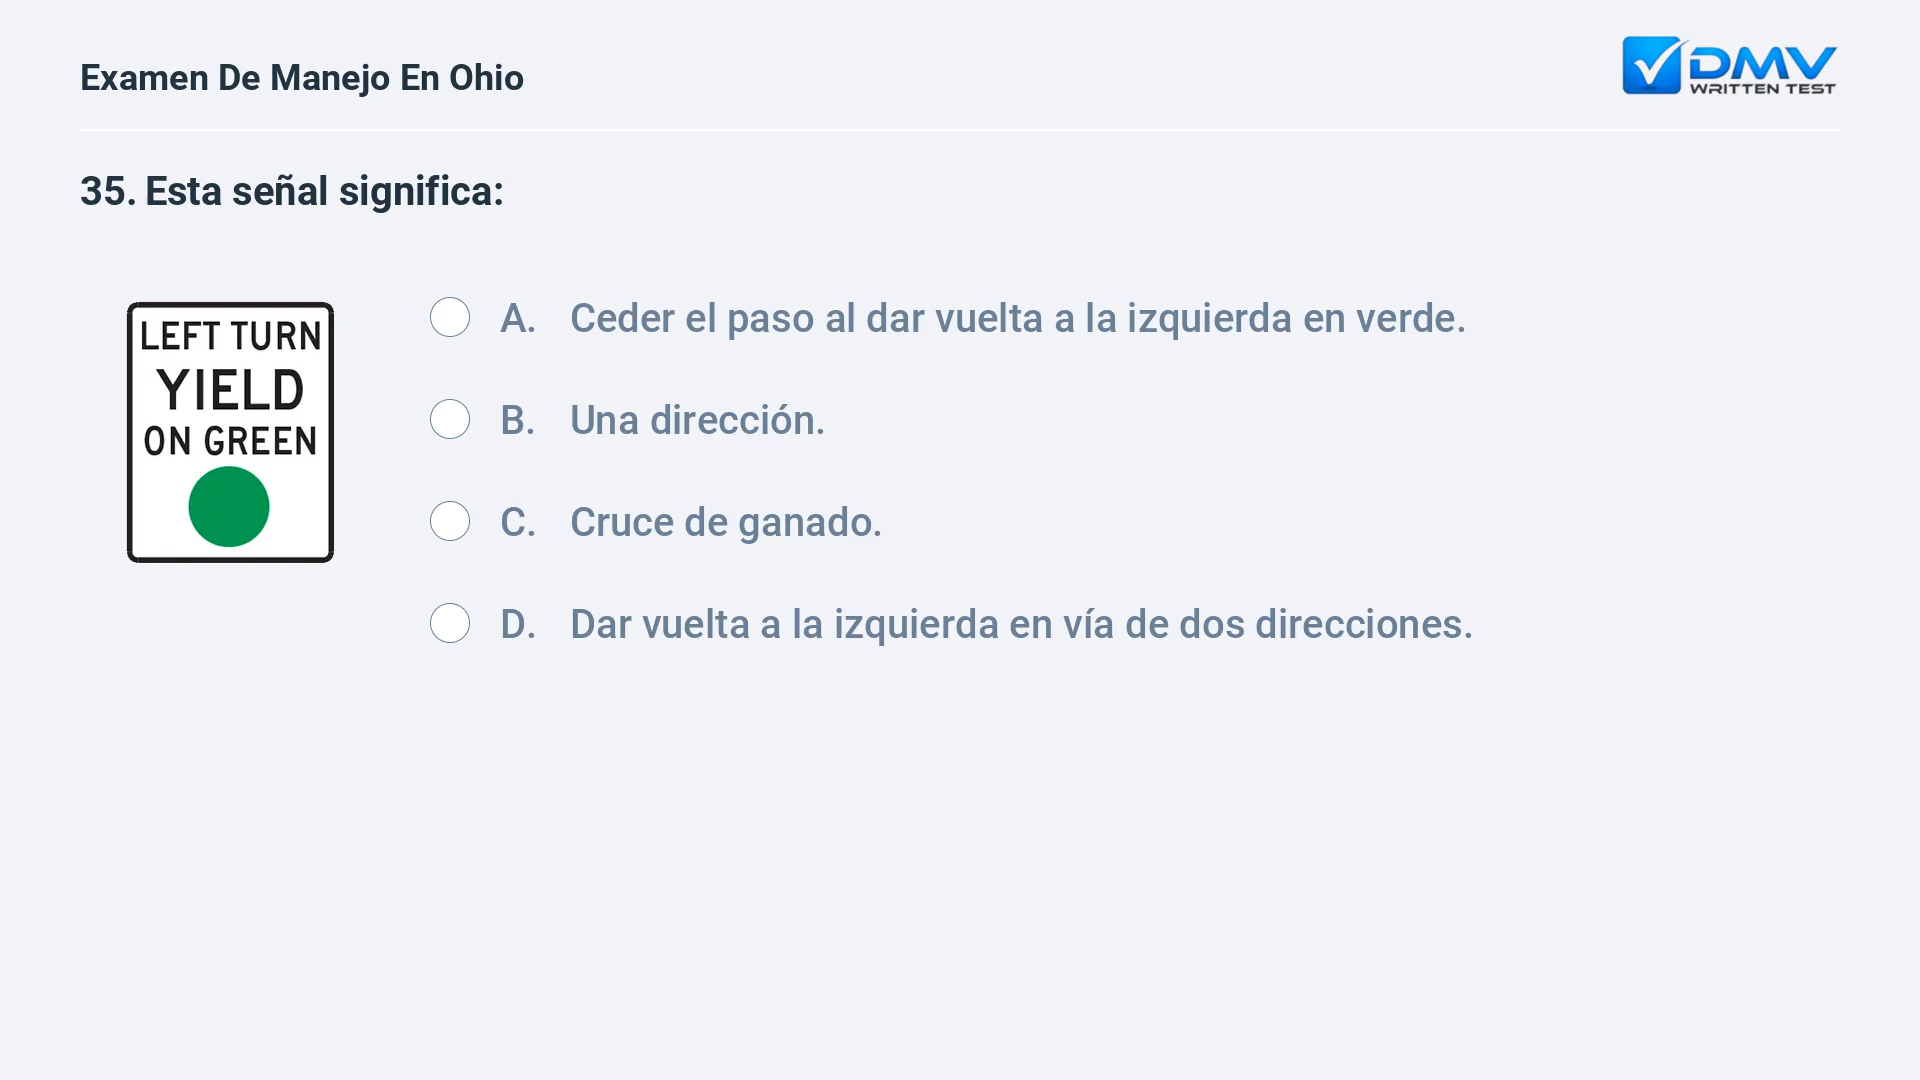 Examen De Manejo En Ohio
DMV
WRITTEN TEST
35. Esta señal significa:
LEFT TURN
YIELD
ON GREEN
A. Ceder el paso al dar vuelta a la izquierda en verde.
B. Una dirección.
C. Cruce de ganado.
D. Dar vuelta a la izquierda en vía de dos direcciones.